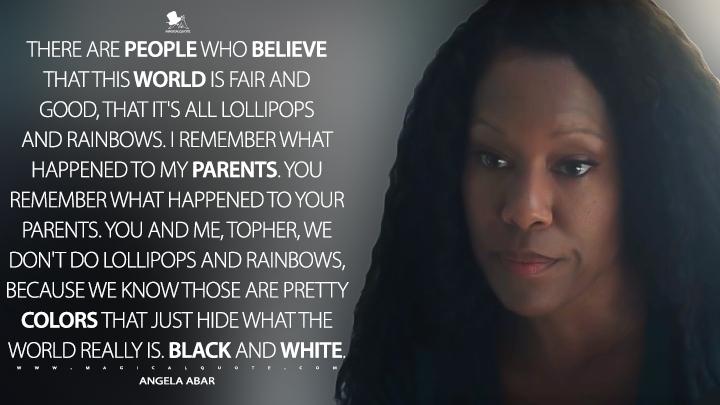 MAGICALQUOTE
THERE ARE PEOPLE WHO BELIEVE
THAT THIS WORLD IS FAIR AND
GOOD, THAT IT'S ALL LOLLIPOPS
AND RAINBOWS. I REMEMBER WHAT
HAPPENED TO MY PARENTS. YOU
REMEMBER WHAT HAPPENED TO YOUR
PARENTS. YOU AND ME, TOPHER, WE
DON'T DO LOLLIPOPS AND RAINBOWS,
BECAUSE WE KNOW THOSE ARE PRETTY
COLORS THAT JUST HIDE WHAT THE
WORLD REALLY IS. BLACK AND WHITE.
WWW.MAGICALQUOTE.COM
ANGELA ABAR